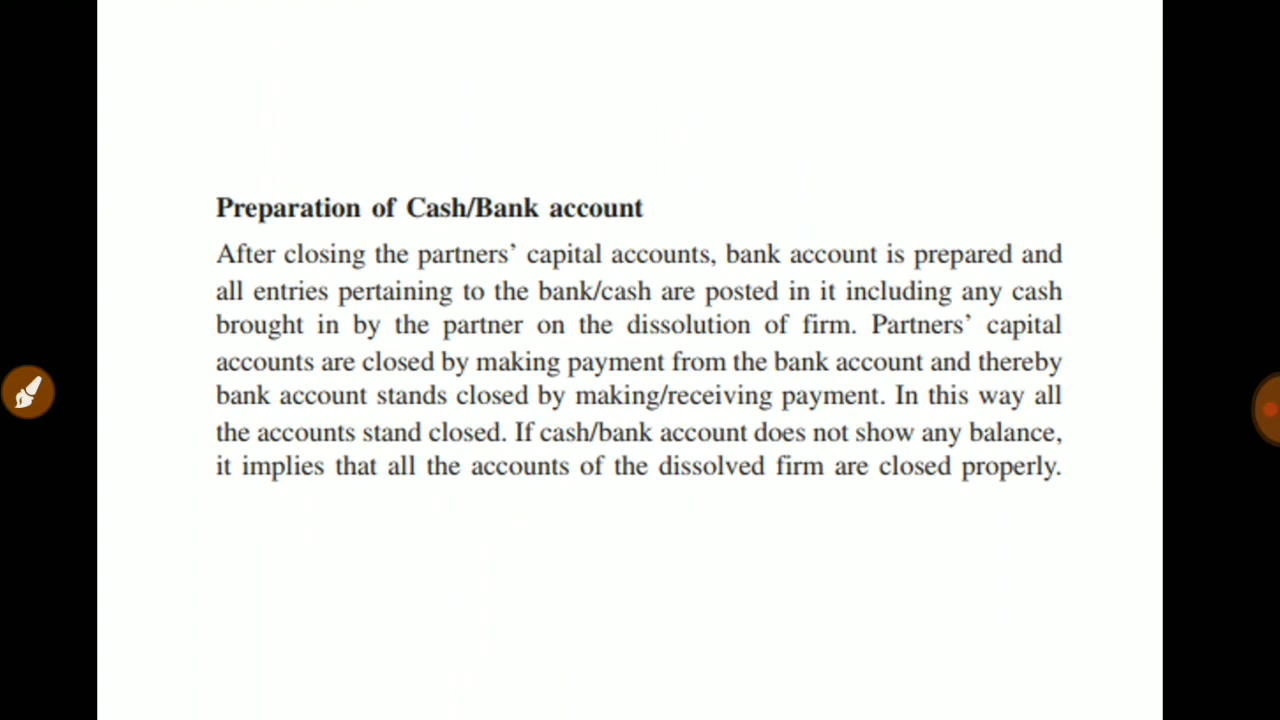 Preparation of Cash/Bank account
After closing the partners’ capital accounts, bank account is prepared and
all entries pertaining to the bank/cash are posted in it including any cash
brought in by the partner on the dissolution of firm. Partners’ capital
accounts are closed by making payment from the bank account and thereby
bank account stands closed by making/receiving payment. In this way all
the accounts stand closed. If cash/bank account does not show any balance,
it implies that all the accounts of the dissolved firm are closed properly.